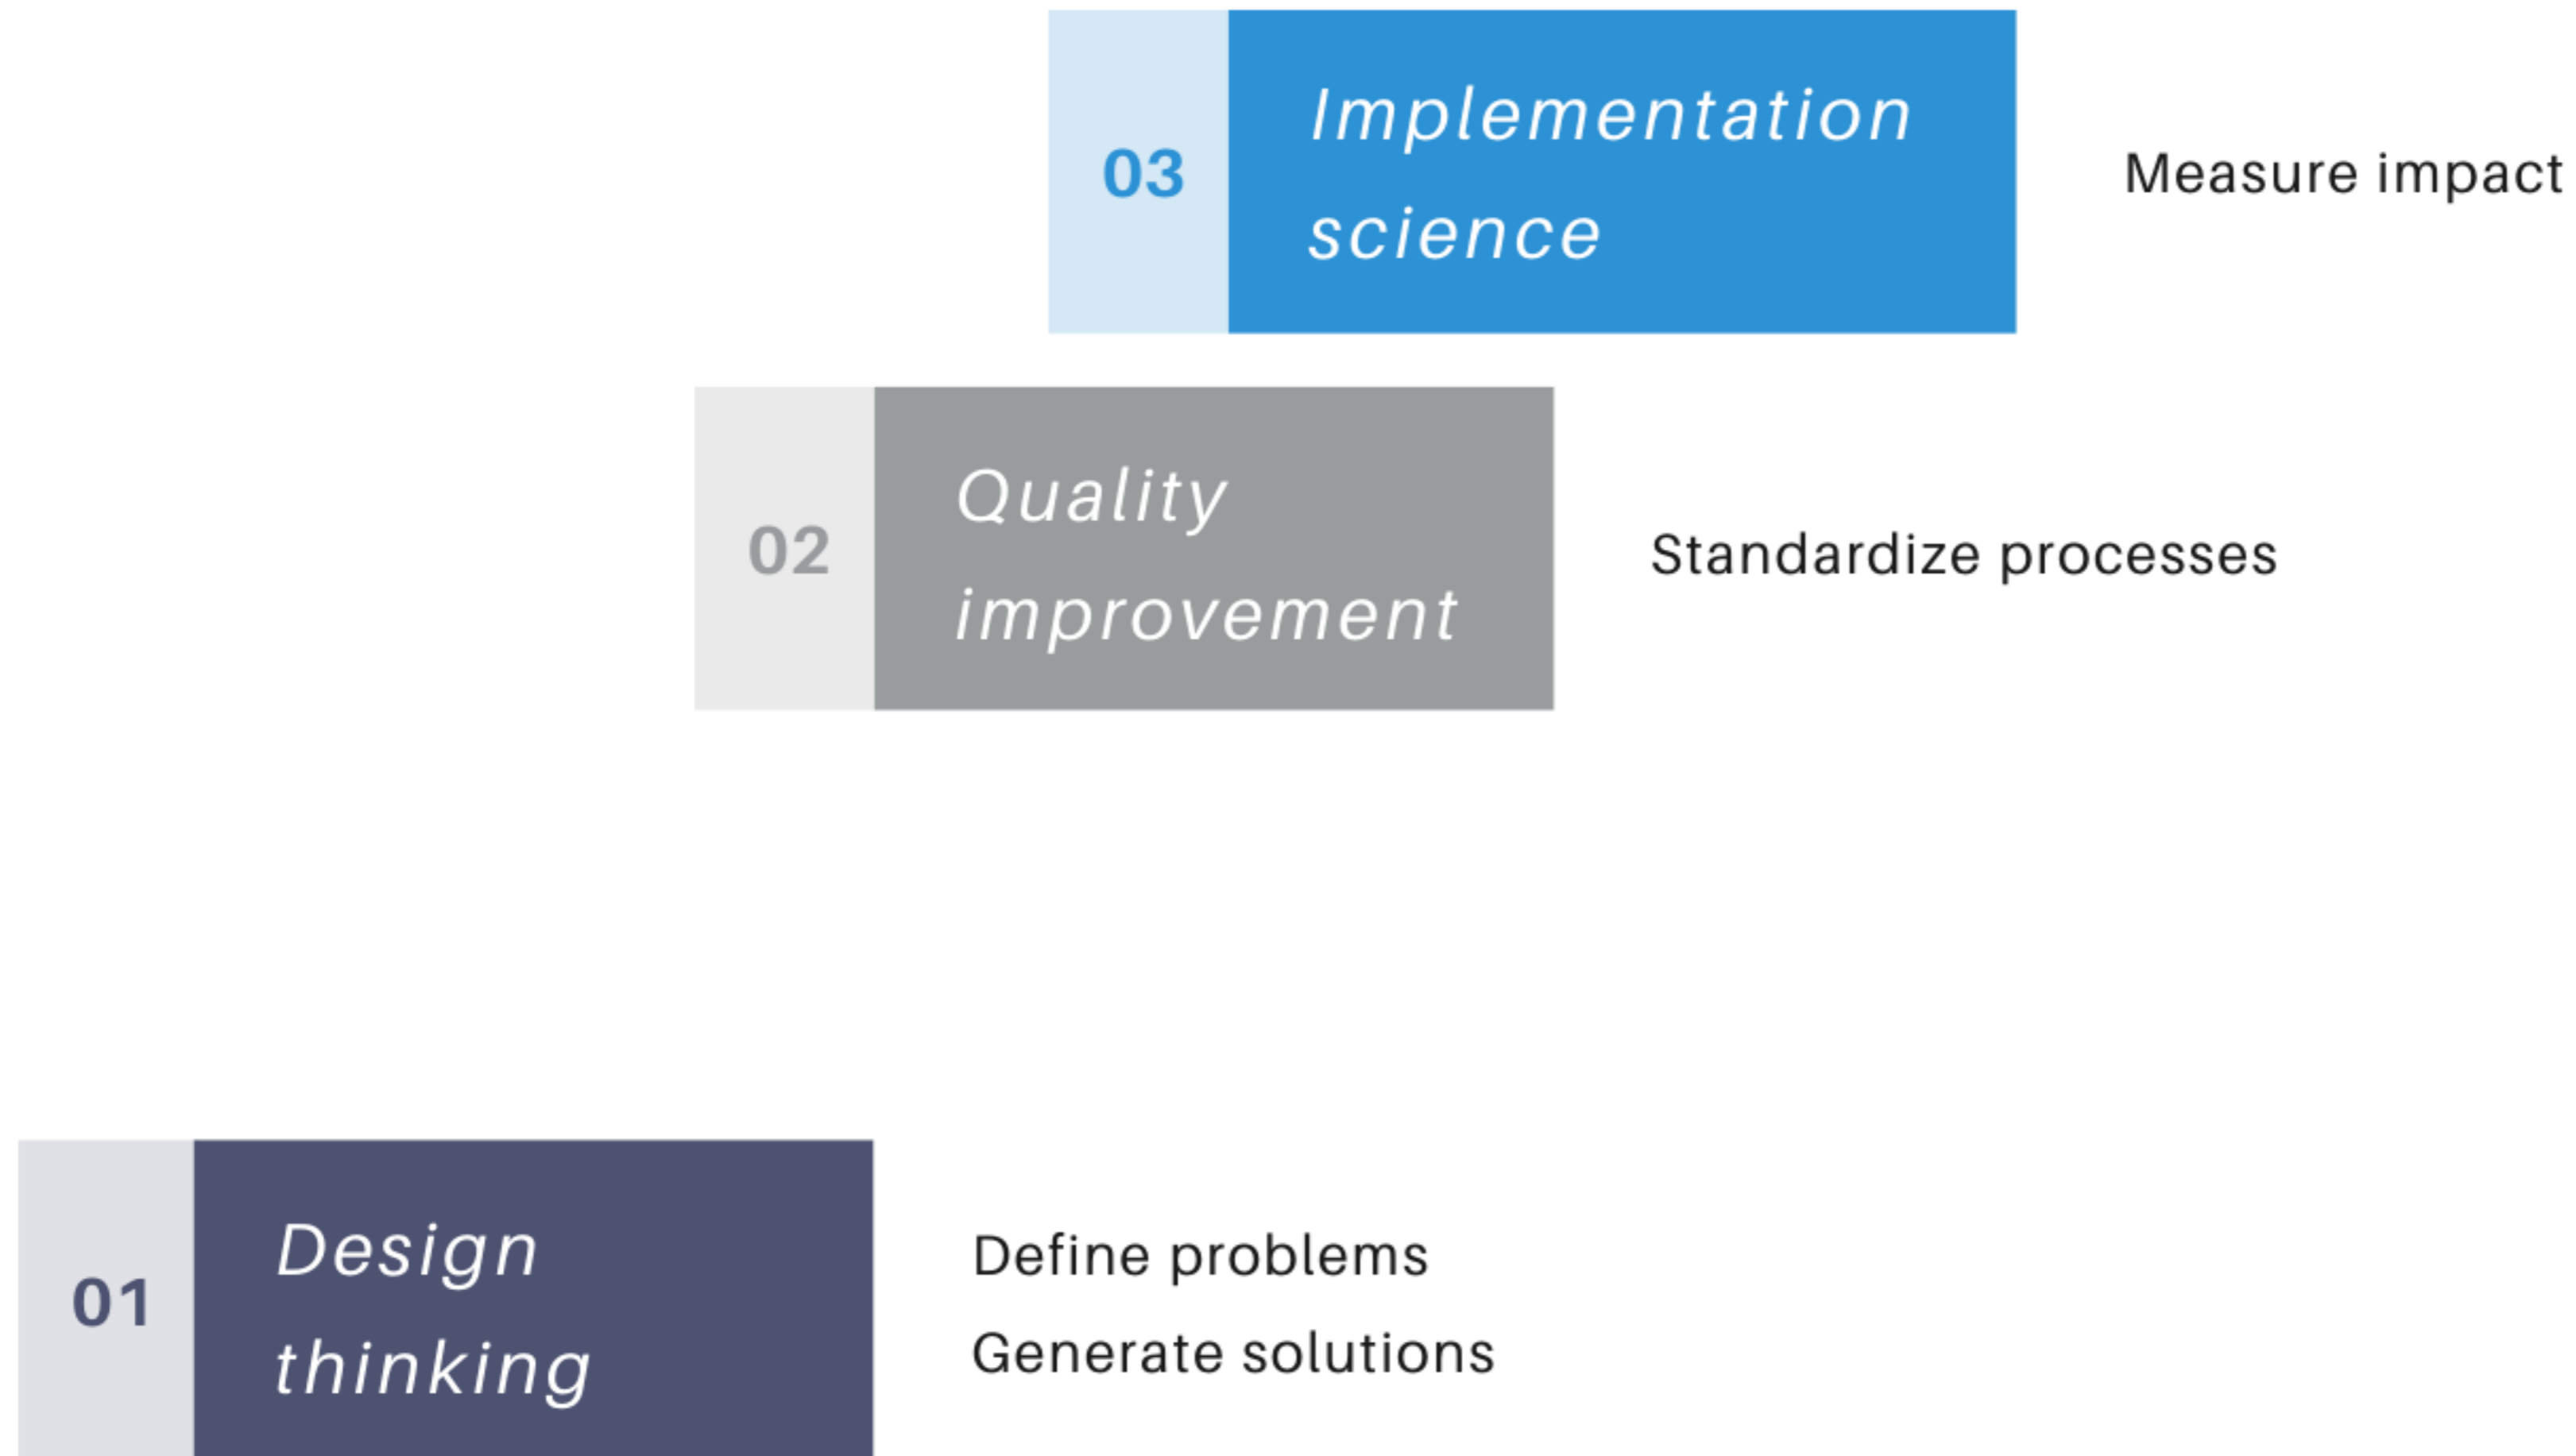 03
Implementation
science
Measure impact
02
Quality
improvement
Standardize processes
01
Design
thinking
Define problems
Generate solutions